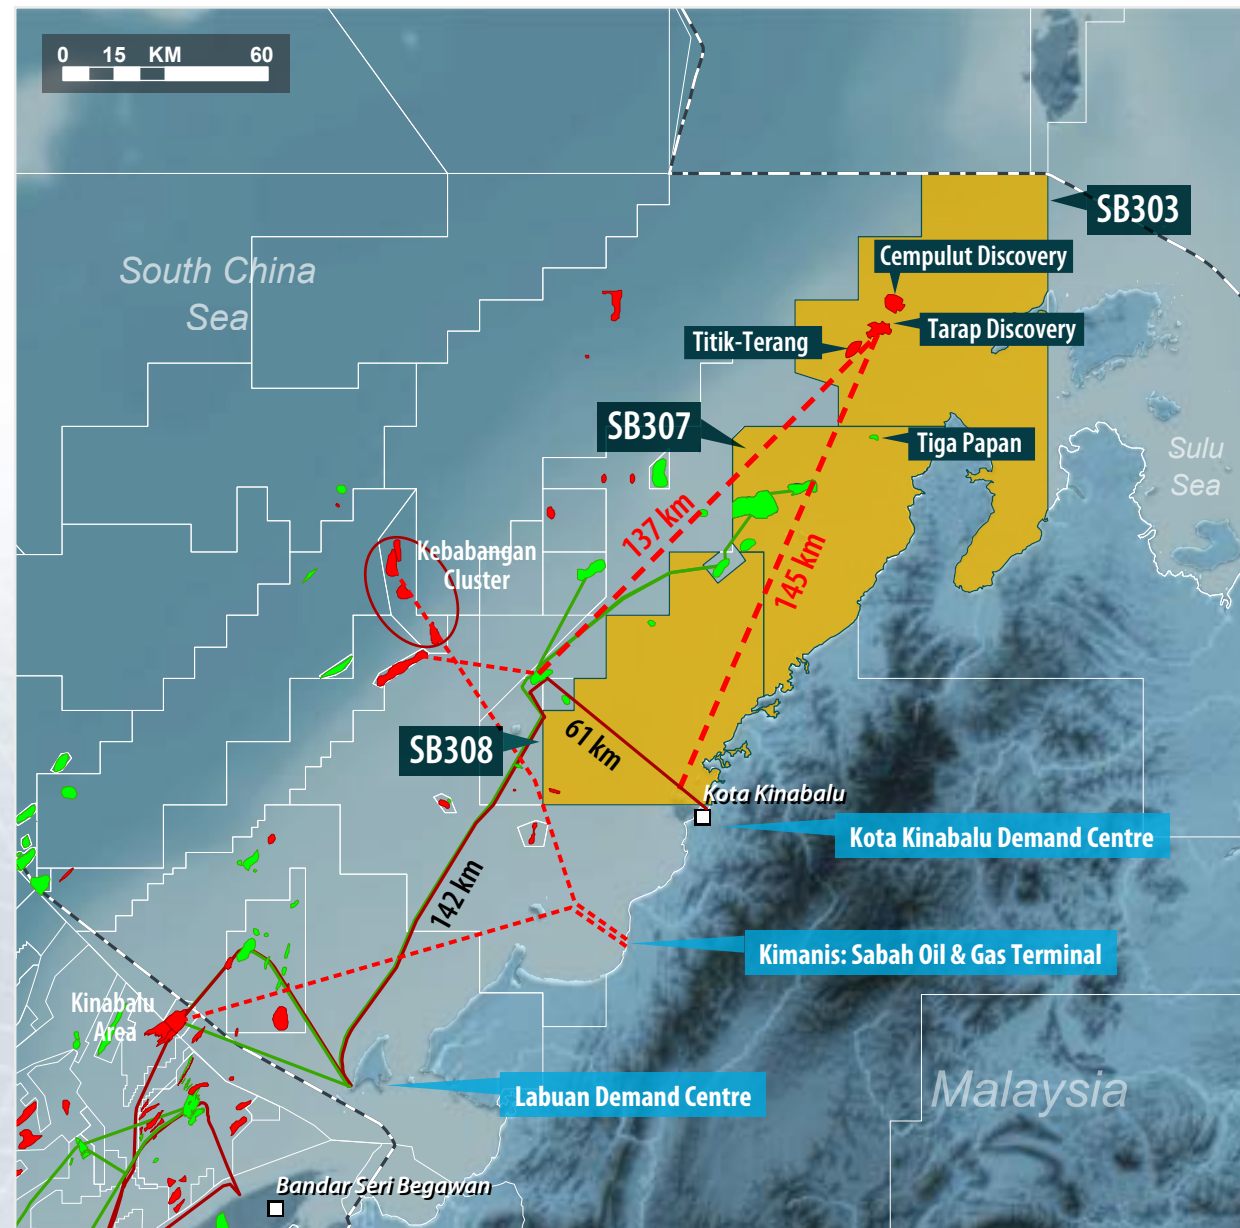 0 15 KM 60
SB303
South China
Sea
Cempulut Discovery
Tarap Discovery
Titik-Terang
SB307
Tiga Papan
Sulu
Sea
137 km
145 km
Kebabangan
Cluster
SB308
61 km
Kota Kinabalu
Kota Kinabalu Demand Centre
142 km
Kimanis: Sabah Oil & Gas Terminal
Kinabalu
Area
Labuan Demand Centre
Malaysia
Bandar Seri Begawan